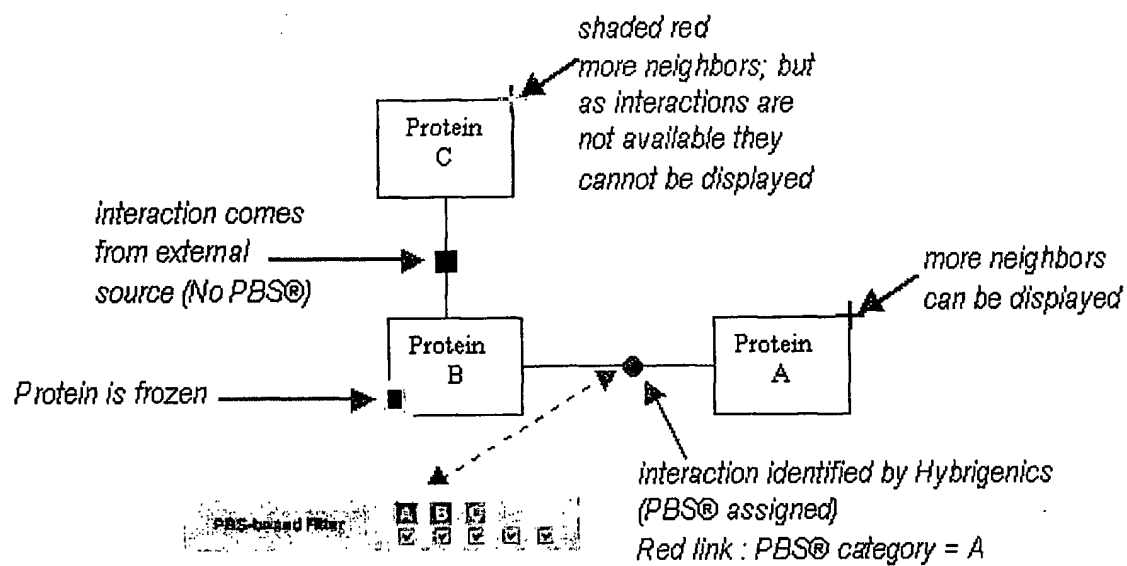 shaded red
more neighbors; but
as interactions are
not available they
cannot be displayed
Protein
C
interaction comes
from external
source (No PBS®)
more neighbors
can be displayed
Protein
B
Protein
A
Protein is frozen
interaction identified by Hybrigenics
(PBS® assigned)
Red link : PBS® category = A
PBS-based Filter
A B C